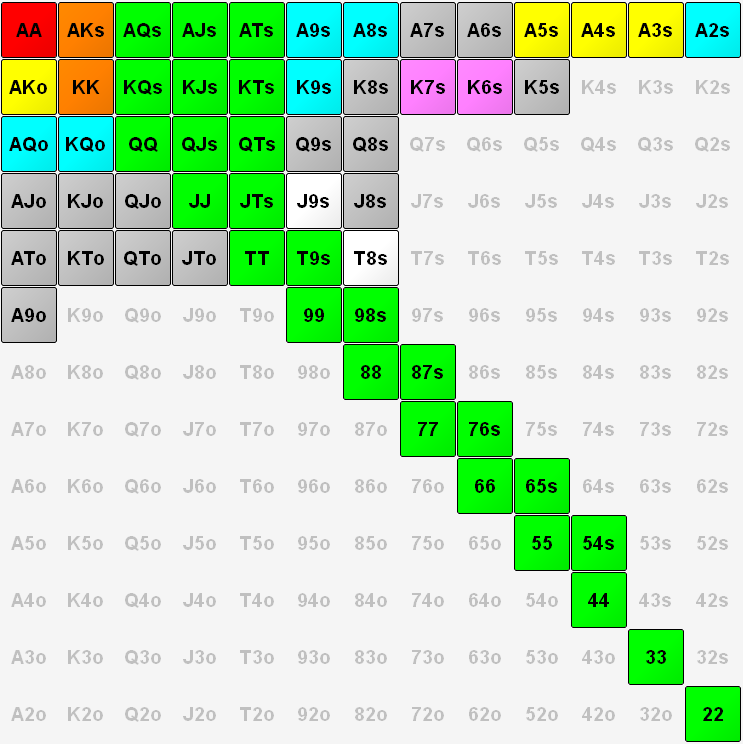 AA AKs AQs AJs ATs A9s A8s A7s A6s A5s A4s A3s A2s
AKo KK KQs KJs KTs K9s K8s K7s K6s K5s K4s K3s K2s
AQo KQo QQ QJs QTs Q9s Q8s Q7s Q6s Q5s Q4s Q3s Q2s
AJo KJo QJo JJ JTs J9s J8s J7s J6s J5s J4s J3s J2s
ATo KTo QTo JTo TT T9s T8s T7s T6s T5s T4s T3s T2s
A9o K9o Q9o J9o T9o 99 98s 97s 96s 95s 94s 93s 92s
A8o K8o Q8o J8o T8o 98o 88 87s 86s 85s 84s 83s 82s
A7o K7o Q7o J7o T7o 97o 87o 77 76s 75s 74s 73s 72s
A6o K6o Q6o J6o T6o 96o 86o 76o 66 65s 64s 63s 62s
A5o K5o Q5o J5o T5o 95o 85o 75o 65o 55 54s 53s 52s
A4o K4o Q4o J4o T4o 94o 84o 74o 64o 54o 44 43s 42s
A3o K3o Q3o J3o T3o 93o 83o 73o 63o 53o 43o 33 32s
A2o K2o Q2o J2o T2o 92o 82o 72o 62o 52o 42o 32o 22